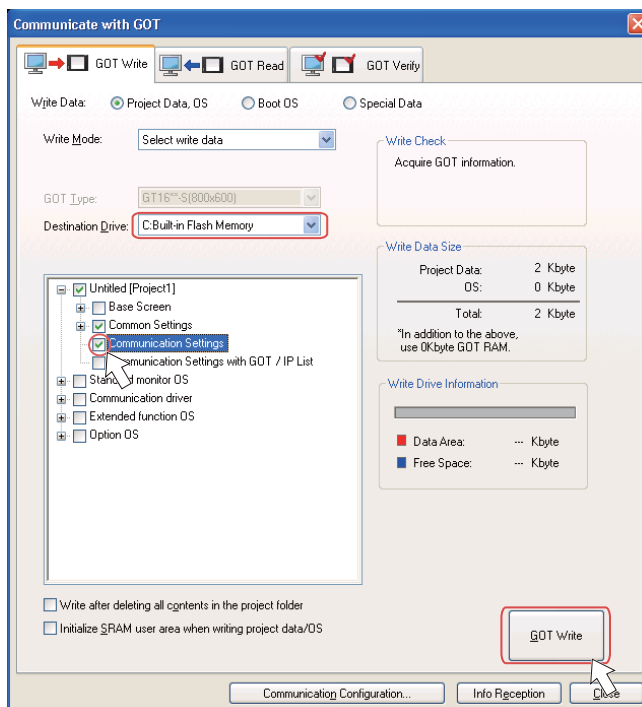 Communicate with GOT
GOT Write GOT Read GOT Verify
Write Data: Project Data, OS Boot OS Special Data
Write Mode: Select write data
GOT Type: GT16**-S(800x600)
Destination Drive: C:Built-in Flash Memory
Untitled [Project1]
Base Screen
Common Settings
Communication Settings
Communication Settings with GOT / IP List
Standard monitor OS
Communication driver
Extended function OS
Option OS
Write after deleting all contents in the project folder
Initialize SRAM user area when writing project data/OS
Write Check
Acquire GOT information.
Write Data Size
Project Data: 2 Kbyte
OS: 0 Kbyte
Total: 2 Kbyte
*In addition to the above,
use 0Kbyte GOT RAM.
Write Drive Information
Data Area: --- Kbyte
Free Space: --- Kbyte
GOT Write
Communication Configuration... Info Reception Close